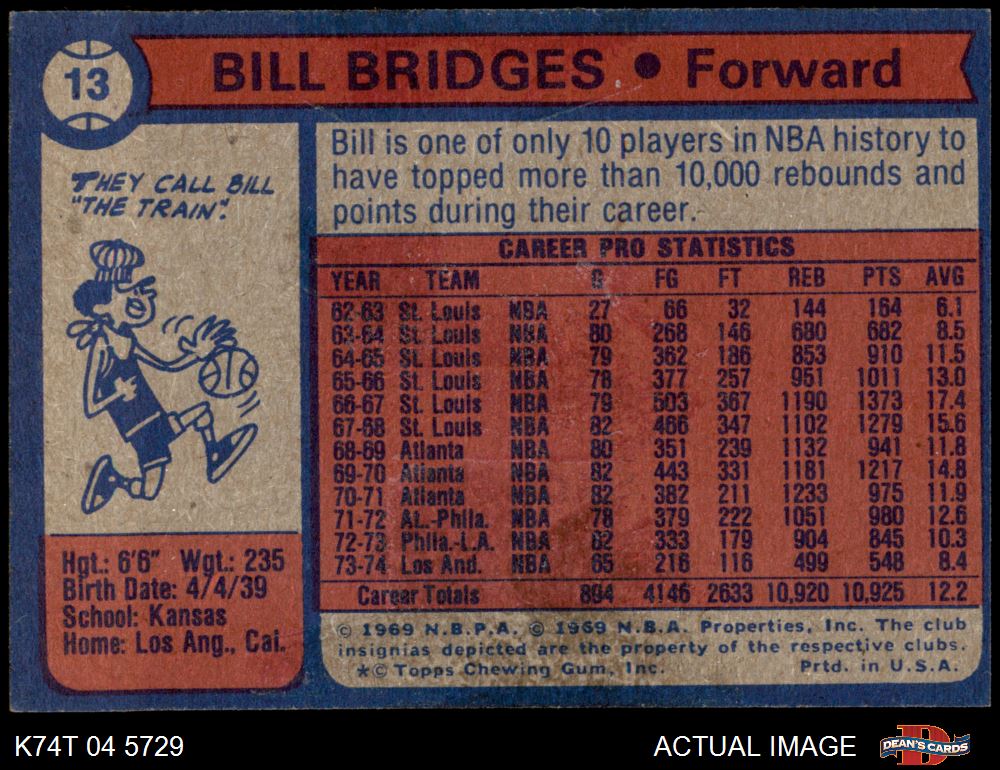 13
BILL BRIDGES • Forward
THEY CALL BILL
"THE TRAIN".
Bill is one of only 10 players in NBA history to
have topped more than 10,000 rebounds and
points during their career.
CAREER PRO STATISTICS
YEAR TEAM G FG FT REB PTS AVG
62-63 St. Louis NBA 27 66 32 144 164 6.1
63-64 St. Louis NBA 80 268 146 680 682 8.5
64-65 St. Louis NBA 79 362 186 853 910 11.5
65-66 St. Louis NBA 78 377 257 951 1011 13.0
66-67 St. Louis NBA 79 503 367 1190 1373 17.4
67-68 St. Louis NBA 82 466 347 1102 1279 15.6
68-69 Atlanta NBA 80 351 239 1132 941 11.8
69-70 Atlanta NBA 82 443 331 1181 1217 14.8
70-71 Atlanta NBA 82 382 211 1233 975 11.9
71-72 At.-Phila. NBA 78 379 222 1051 980 12.6
72-73 Phila.-L.A. NBA 82 333 179 904 845 10.3
73-74 Los Ang. NBA 65 216 116 499 548 8.4
Career Totals 894 4146 2633 10,920 10,925 12.2
Hgt.: 6'6" Wgt.: 235
Birth Date: 4/4/39
School: Kansas
Home: Los Ang., Cal.
© 1969 N.B.P.A. © 1969 N.B.A. Properties, Inc. The club
insignias depicted are the property of the respective clubs.
*© Topps Chewing Gum, Inc. Prtd. in U.S.A.
K74T 04 5729
ACTUAL IMAGE
D
DEAN'S CARDS